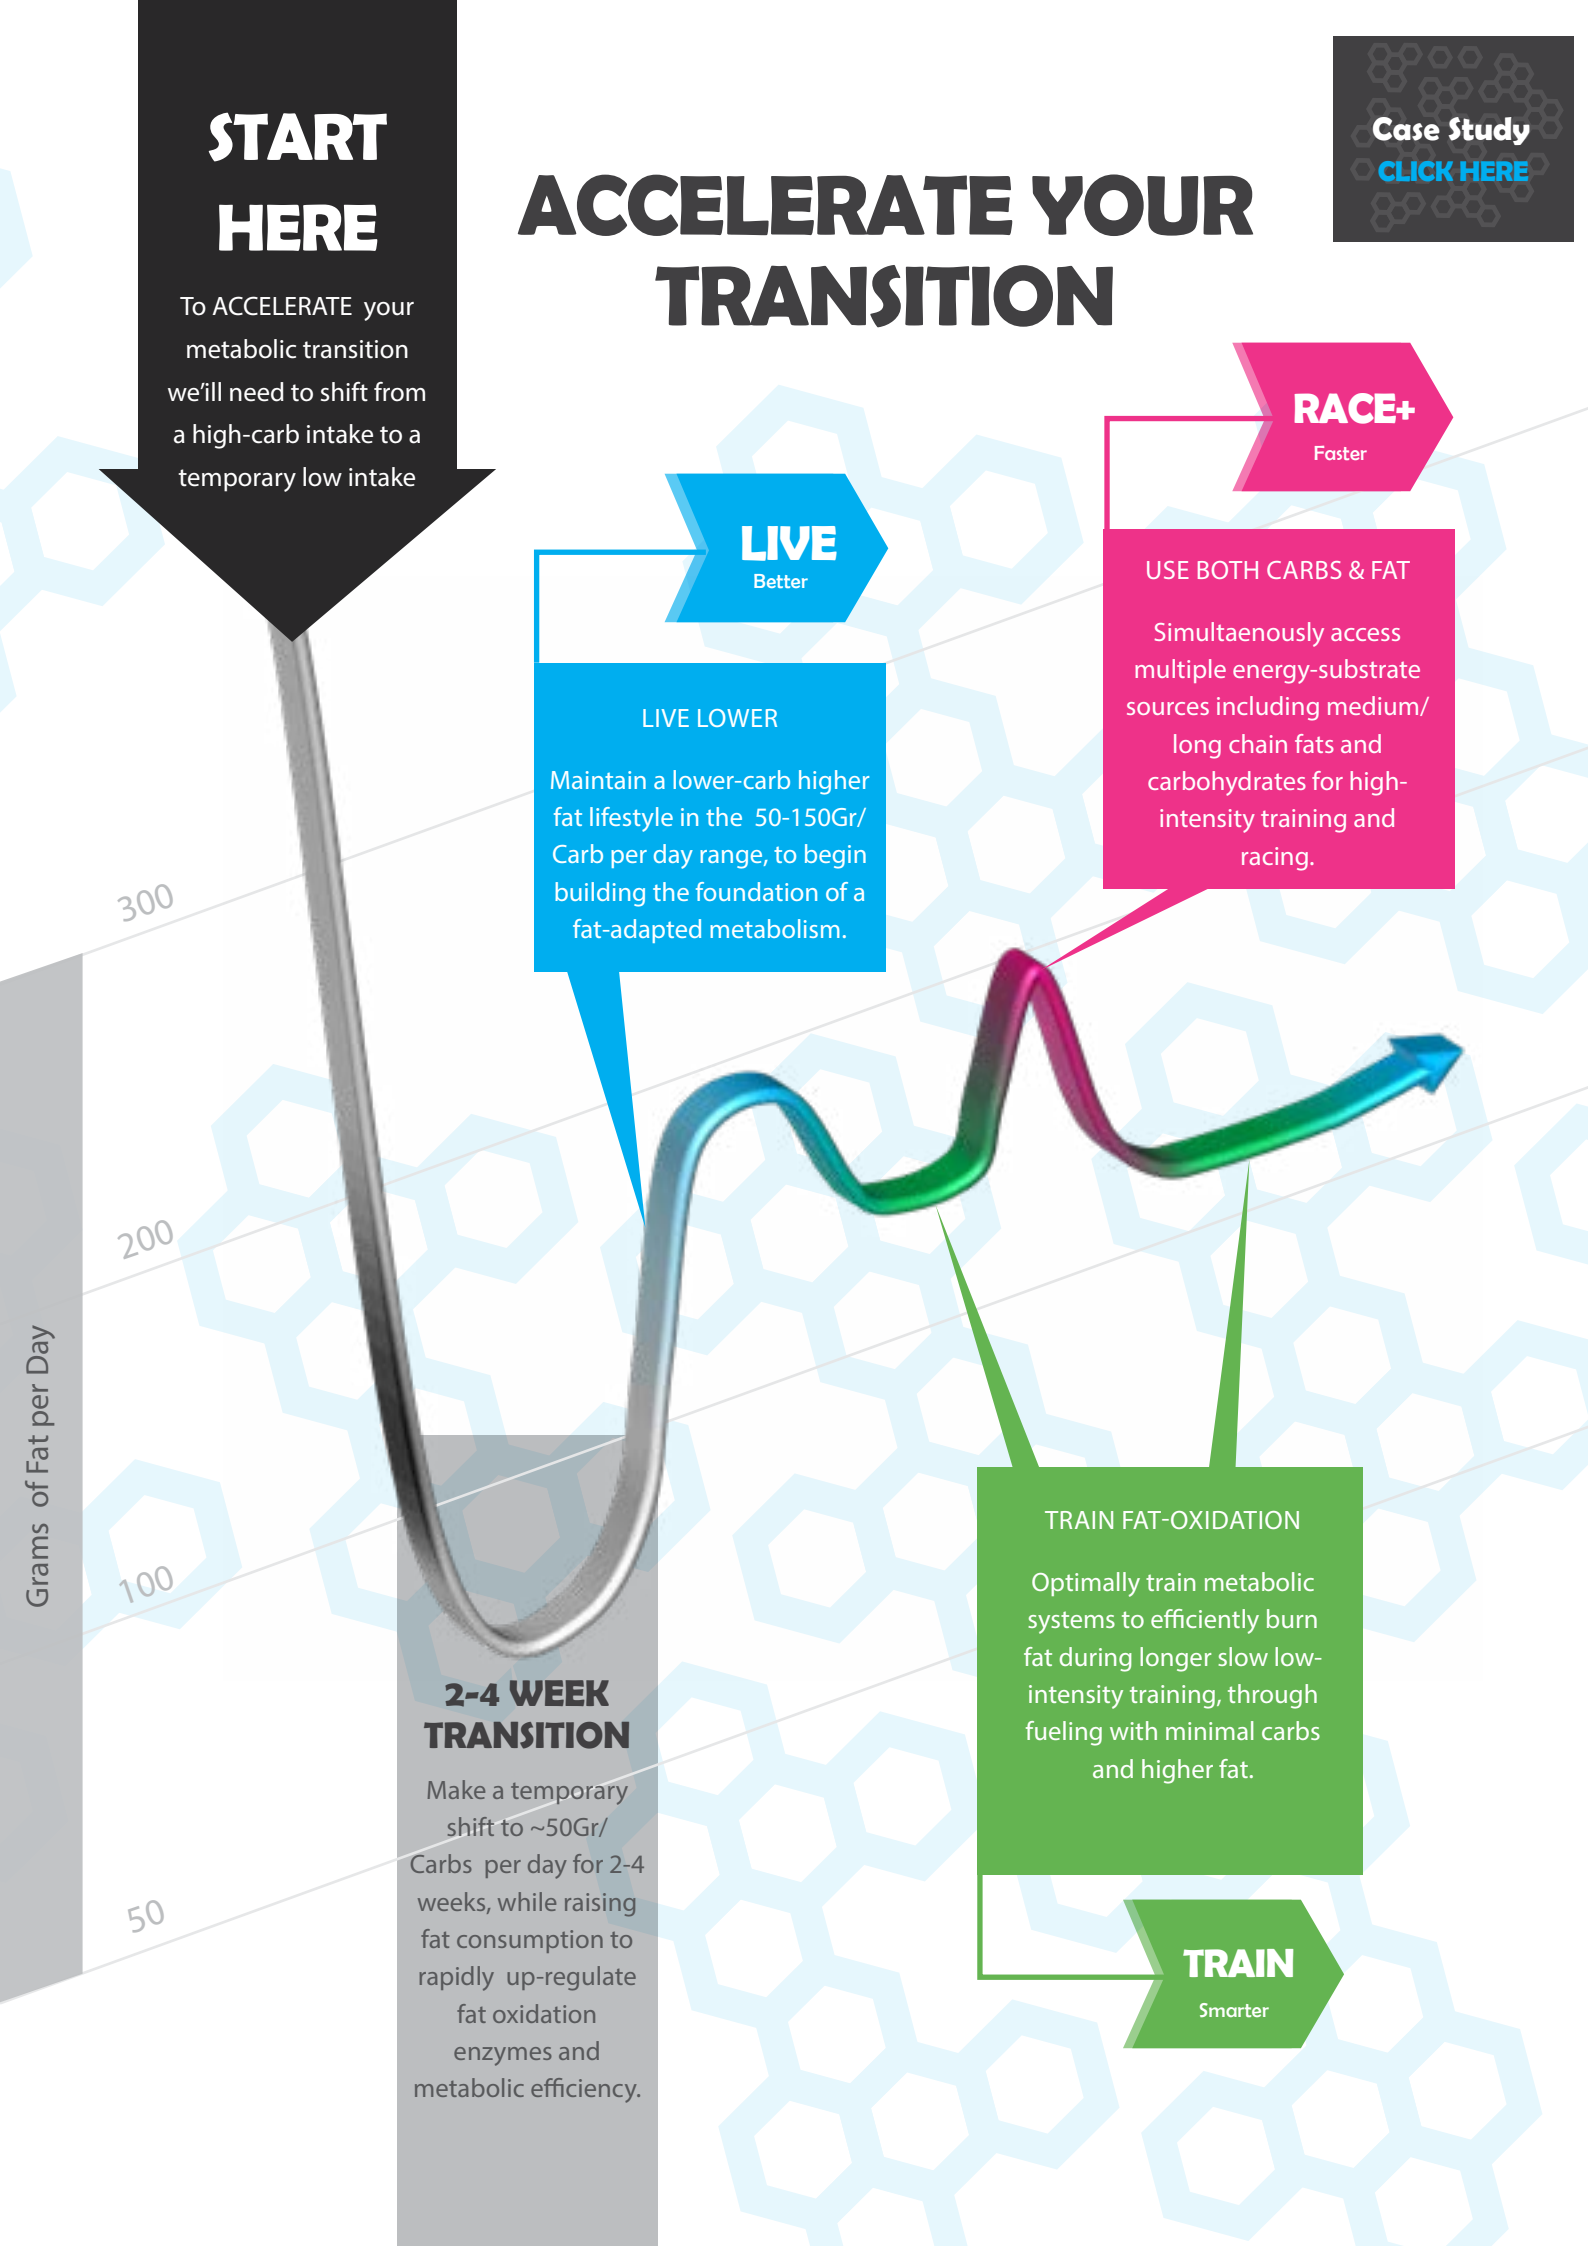 START
HERE
To ACCELERATE your
metabolic transition
we’ill need to shift from
a high-carb intake to a
temporary low intake
ACCELERATE YOUR
TRANSITION
Case Study
CLICK HERE
RACE+
Faster
USE BOTH CARBS & FAT
Simultaenously access
multiple energy-substrate
sources including medium/
long chain fats and
carbohydrates for high-
intensity training and
racing.
LIVE
Better
LIVE LOWER
Maintain a lower-carb higher
fat lifestyle in the 50-150Gr/
Carb per day range, to begin
building the foundation of a
fat-adapted metabolism.
300
200
100
50
Grams of Fat per Day
2-4 WEEK
TRANSITION
Make a temporary
shift to ~50Gr/
Carbs per day for 2-4
weeks, while raising
fat consumption to
rapidly up-regulate
fat oxidation
enzymes and
metabolic efficiency.
TRAIN FAT-OXIDATION
Optimally train metabolic
systems to efficiently burn
fat during longer slow low-
intensity training, through
fueling with minimal carbs
and higher fat.
TRAIN
Smarter